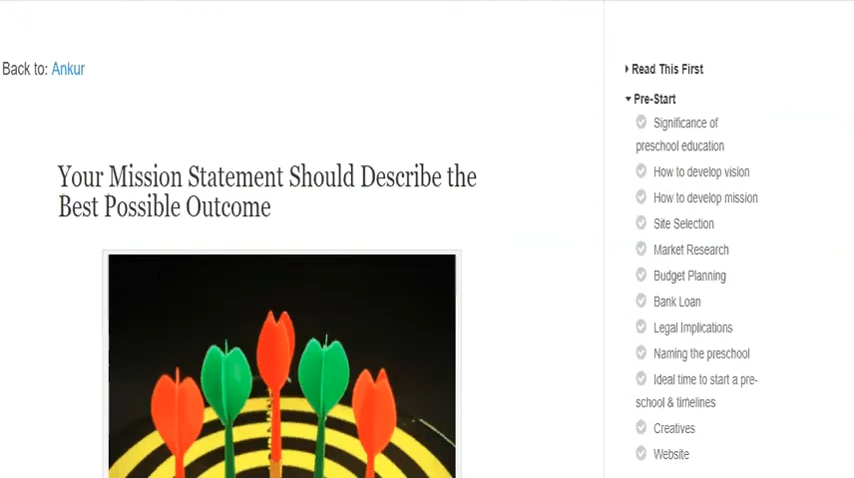 Back to: Ankur
Your Mission Statement Should Describe the
Best Possible Outcome
Read This First
Pre-Start
Significance of
preschool education
How to develop vision
How to develop mission
Site Selection
Market Research
Budget Planning
Bank Loan
Legal Implications
Naming the preschool
Ideal time to start a pre-
school & timelines
Creatives
Website